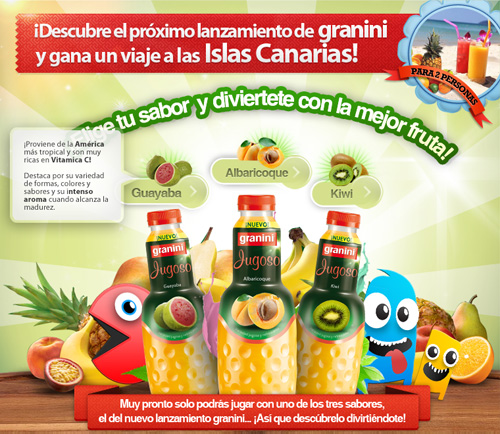 ¡Descubre el próximo lanzamiento de granini
y gana un viaje a las Islas Canarias!
PARA 2 PERSONAS
tu sabor y diviertete con la mejor fruta!
¡Proviene de la América
más tropical y son muy
ricas en Vitamica C!
Destaca por su variedad
de formas, colores y
sabores y su intenso
aroma cuando alcanza la
madurez.
Guayaba
Albaricoque
Kiwi
¡NUEVO!
granini
Jugoso
Guayaba
¡NUEVO!
granini
Jugoso
Albaricoque
¡NUEVO!
granini
Jugoso
Kiwi
Muy pronto solo podrás jugar con uno de los tres sabores,
el del nuevo lanzamiento granini... ¡Asi que descúbrelo divirtiéndote!